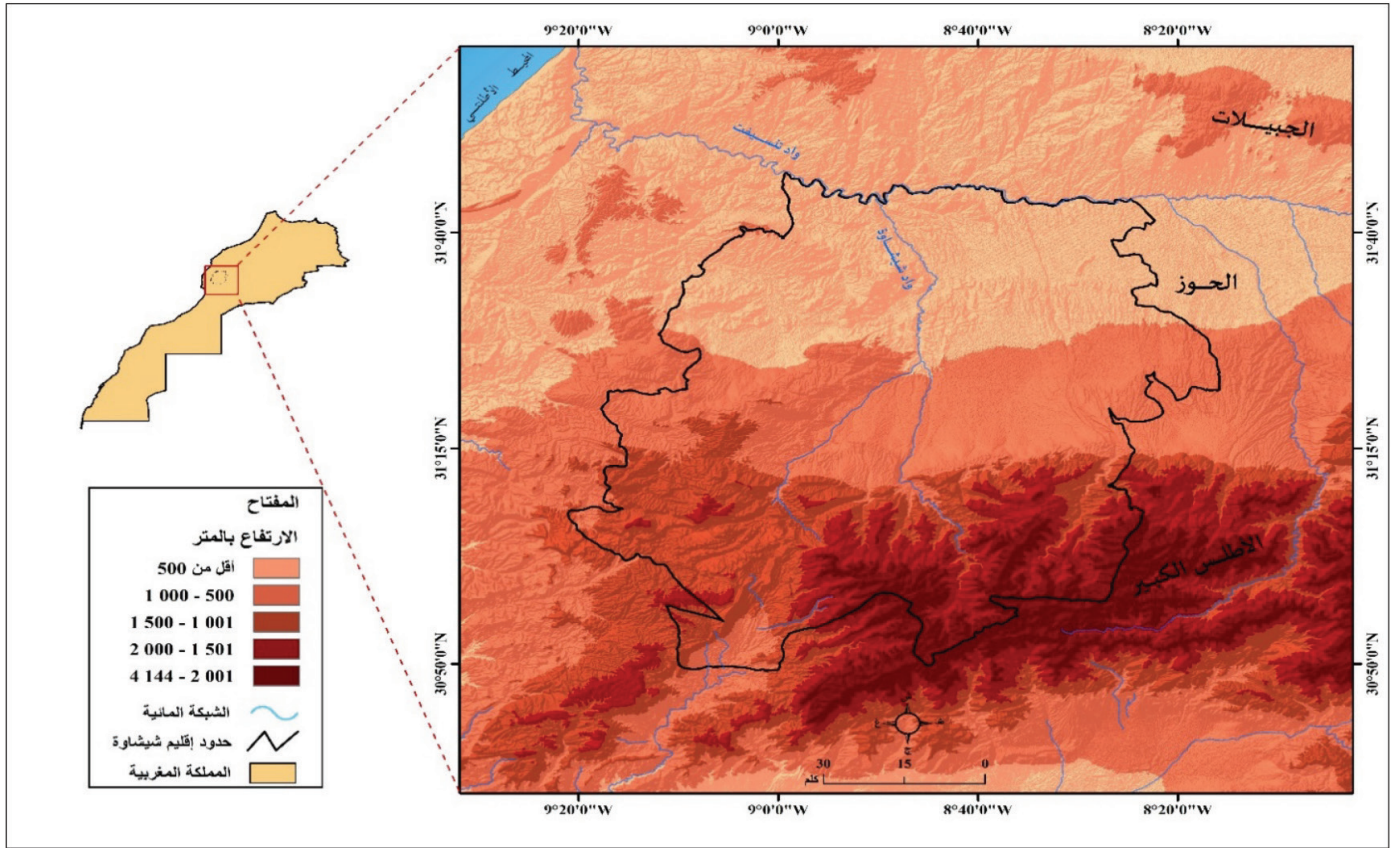 9°20'0"W
9°0'0"W
8°40'0"W
8°20'0"W
المحيط
الأطلسي
الجبيلات
واد تنسيفت
31°40'0"N
31°40'0"N
واد شيشاوة
الحوز
31°15'0"N
31°15'0"N
الأطلس الكبير
30°50'0"N
30°50'0"N
المفتاح
الارتفاع بالمتر
أقل من 500
1 000 - 500
1 500 - 1 001
2 000 - 1 501
4 144 - 2 001
الشبكة المائية
حدود إقليم شيشاوة
المملكة المغربية
30 15 0
كلم
9°20'0"W
9°0'0"W
8°40'0"W
8°20'0"W